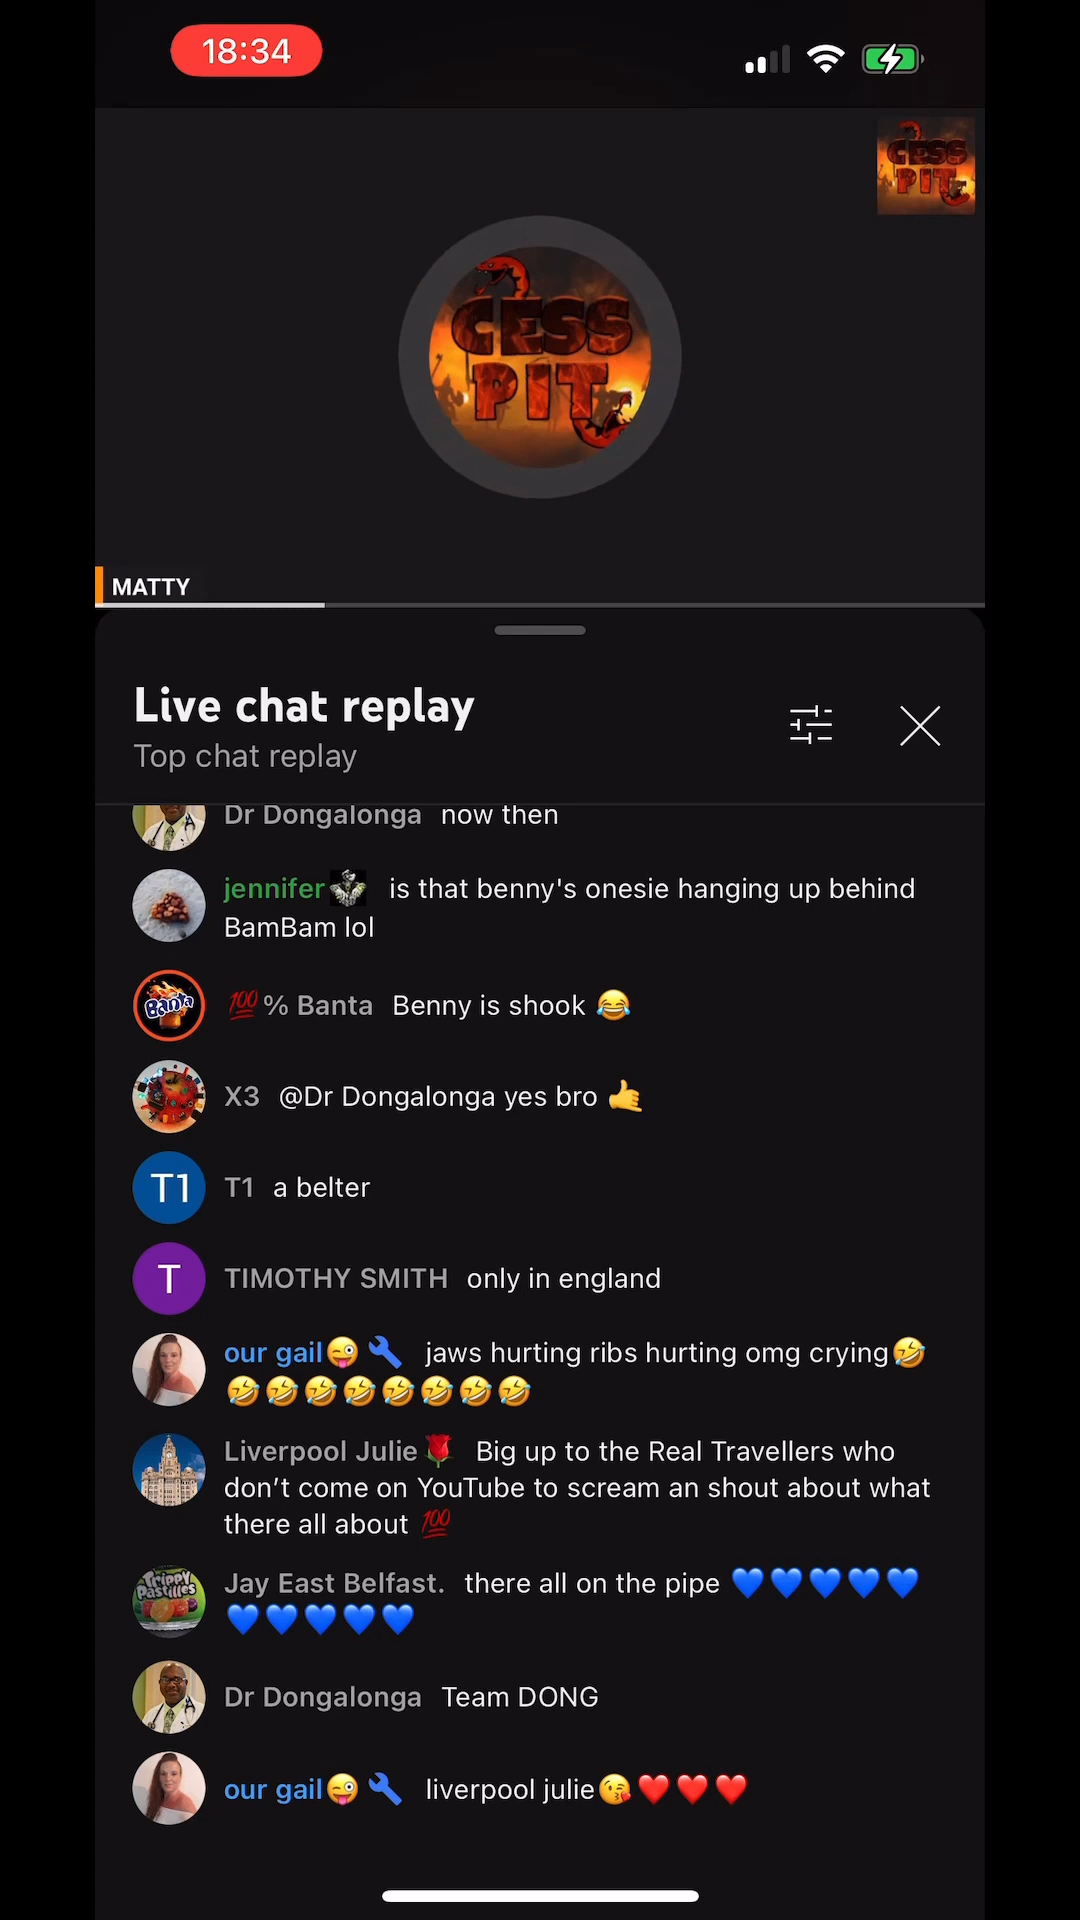 18:34
CESS
PIT
CESS
PIT
MATTY
Live chat replay
Top chat replay
Dr Dongalonga now then
jennifer is that benny's onesie hanging up behind
BamBam lol
Banta
💯% Banta Benny is shook 😂
X3 @Dr Dongalonga yes bro 🤙
T1
T1 a belter
T
TIMOTHY SMITH only in england
our gail😜 jaws hurting ribs hurting omg crying🤣
🤣🤣🤣🤣🤣🤣🤣🤣
Liverpool Julie🌹 Big up to the Real Travellers who
don’t come on YouTube to scream an shout about what
there all about 💯
Trippy
Pastilles
Jay East Belfast. there all on the pipe 💙💙💙💙💙
💙💙💙💙💙
Dr Dongalonga Team DONG
our gail😜 liverpool julie😘❤️❤️❤️